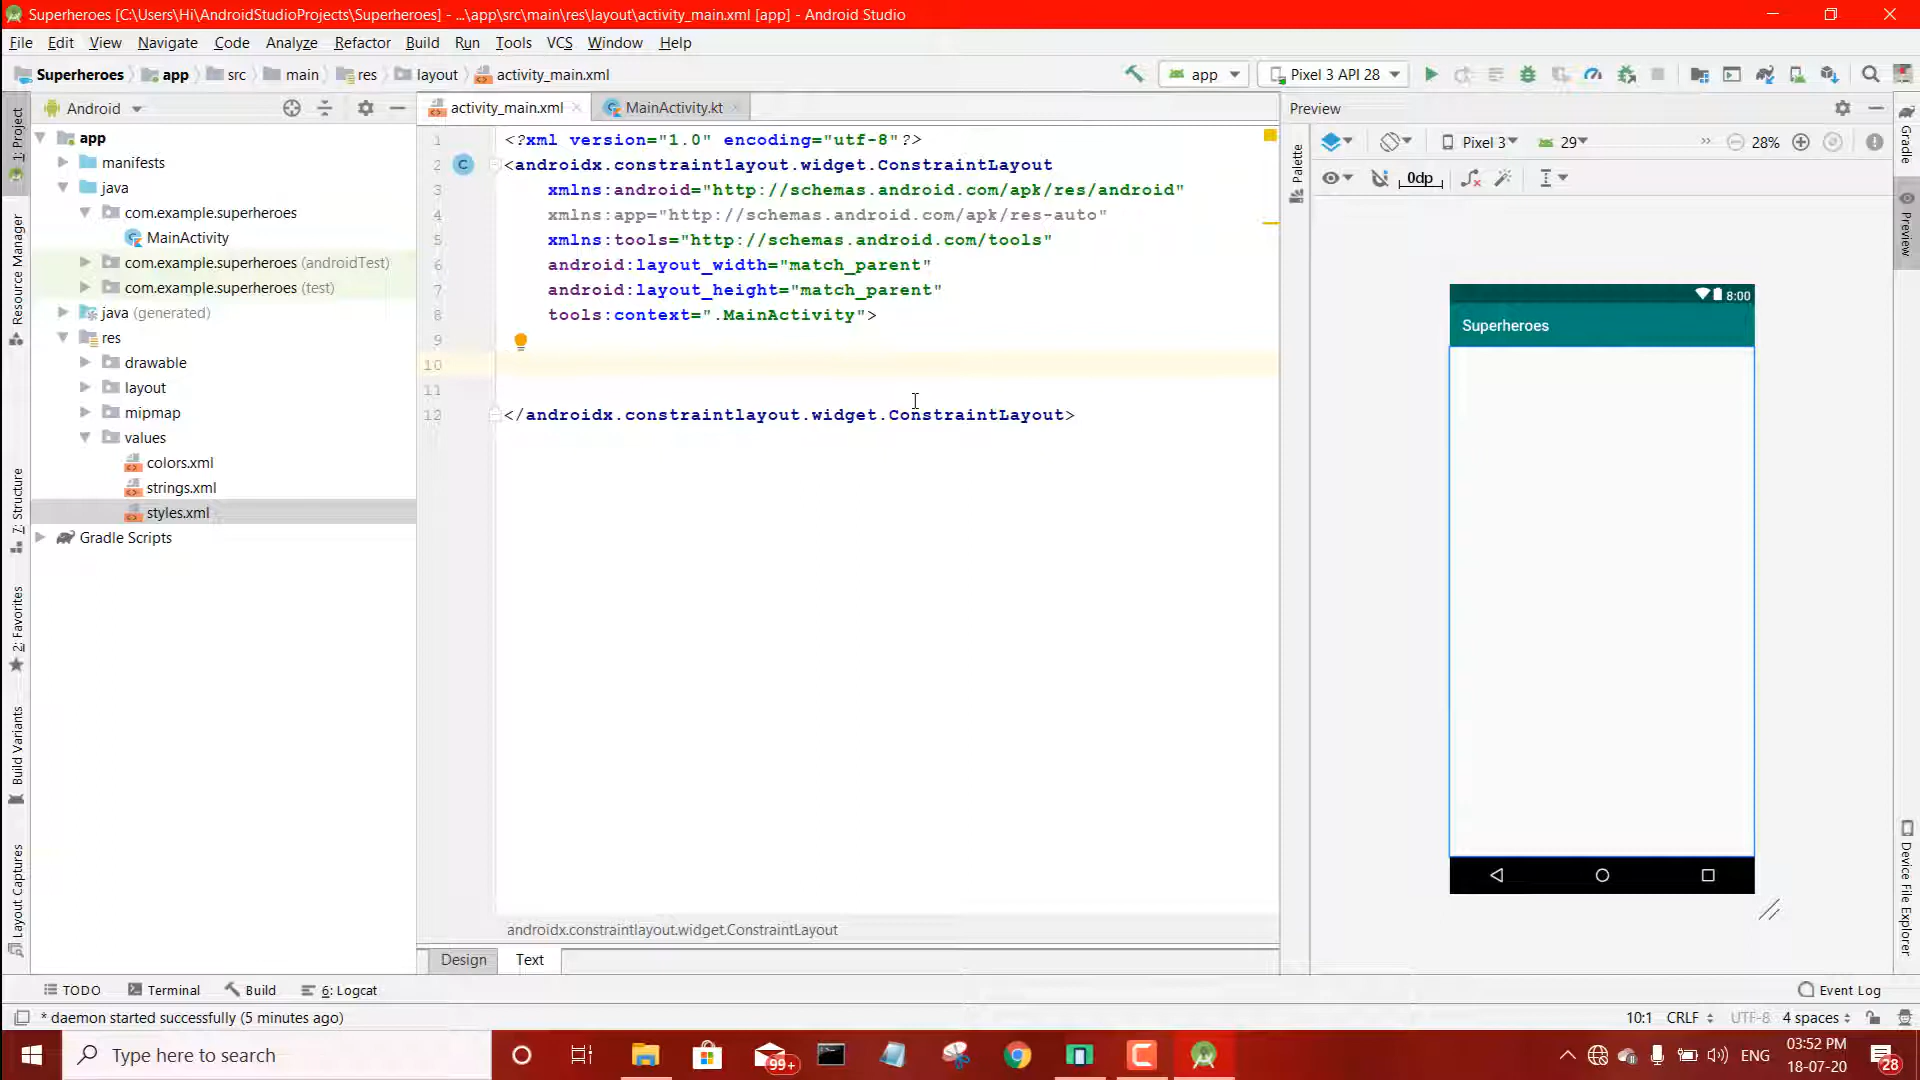 Superheroes [C:\Users\Hi\AndroidStudioProjects\Superheroes] - ...\app\src\main\res\layout\activity_main.xml [app] - Android Studio
File Edit View Navigate Code Analyze Refactor Build Run Tools VCS Window Help
Superheroes app src main res layout activity_main.xml app Pixel 3 API 28
Android
activity_main.xml MainActivity.kt
Preview
1: Project
Resource Manager
7: Structure
2: Favorites
Build Variants
Layout Captures
app
manifests
java
com.example.superheroes
MainActivity
com.example.superheroes (androidTest)
com.example.superheroes (test)
java (generated)
res
drawable
layout
mipmap
values
colors.xml
strings.xml
styles.xml
Gradle Scripts
1 <?xml version="1.0" encoding="utf-8"?>
2 <androidx.constraintlayout.widget.ConstraintLayout
3 xmlns:android="http://schemas.android.com/apk/res/android"
4 xmlns:app="http://schemas.android.com/apk/res-auto"
5 xmlns:tools="http://schemas.android.com/tools"
6 android:layout_width="match_parent"
7 android:layout_height="match_parent"
8 tools:context=".MainActivity">
9
10
11
12 </androidx.constraintlayout.widget.ConstraintLayout>
androidx.constraintlayout.widget.ConstraintLayout
Design Text
Palette
Pixel 3 29 » 28%
0dp
8:00
Superheroes
Gradle
Preview
Device File Explorer
TODO Terminal Build 6: Logcat Event Log
* daemon started successfully (5 minutes ago) 10:1 CRLF UTF-8 4 spaces
Type here to search
99+
ENG
03:52 PM
18-07-20
28